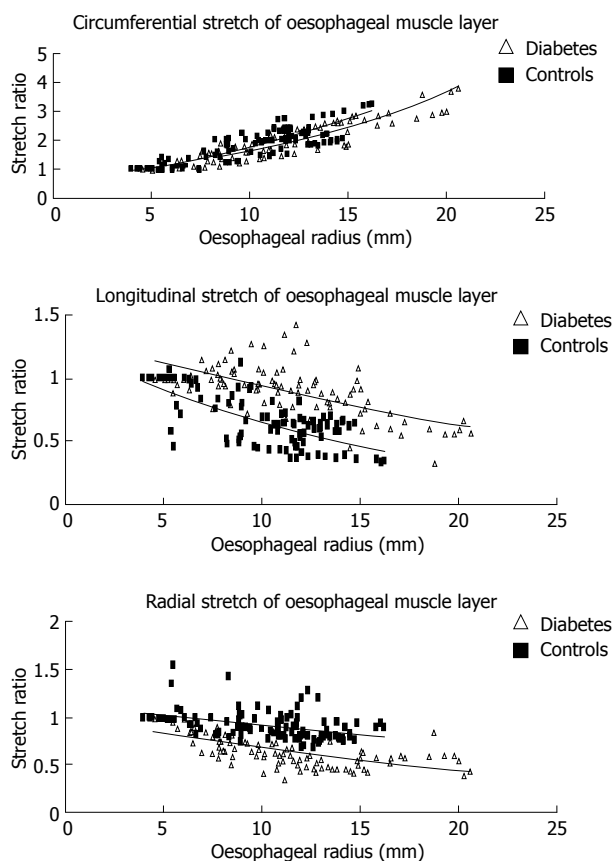 Circumferential stretch of oesophageal muscle layer
Diabetes
Controls
Stretch ratio
5
4
3
2
1
0
0 5 10 15 20 25
Oesophageal radius (mm)
Longitudinal stretch of oesophageal muscle layer
Diabetes
Controls
Stretch ratio
1.5
1
0.5
0
0 5 10 15 20 25
Oesophageal radius (mm)
Radial stretch of oesophageal muscle layer
Diabetes
Controls
Stretch ratio
2
1.5
1
0.5
0
0 5 10 15 20 25
Oesophageal radius (mm)